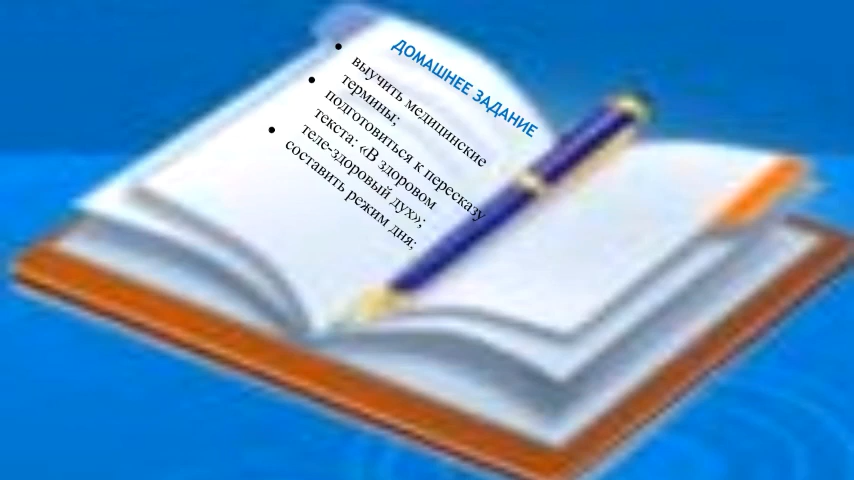 ДОМАШНЕЕ ЗАДАНИЕ
• выучить медицинские
термины;
• подготовиться к пересказу
текста: «В здоровом
теле-здоровый дух»;
• составить режим дня;